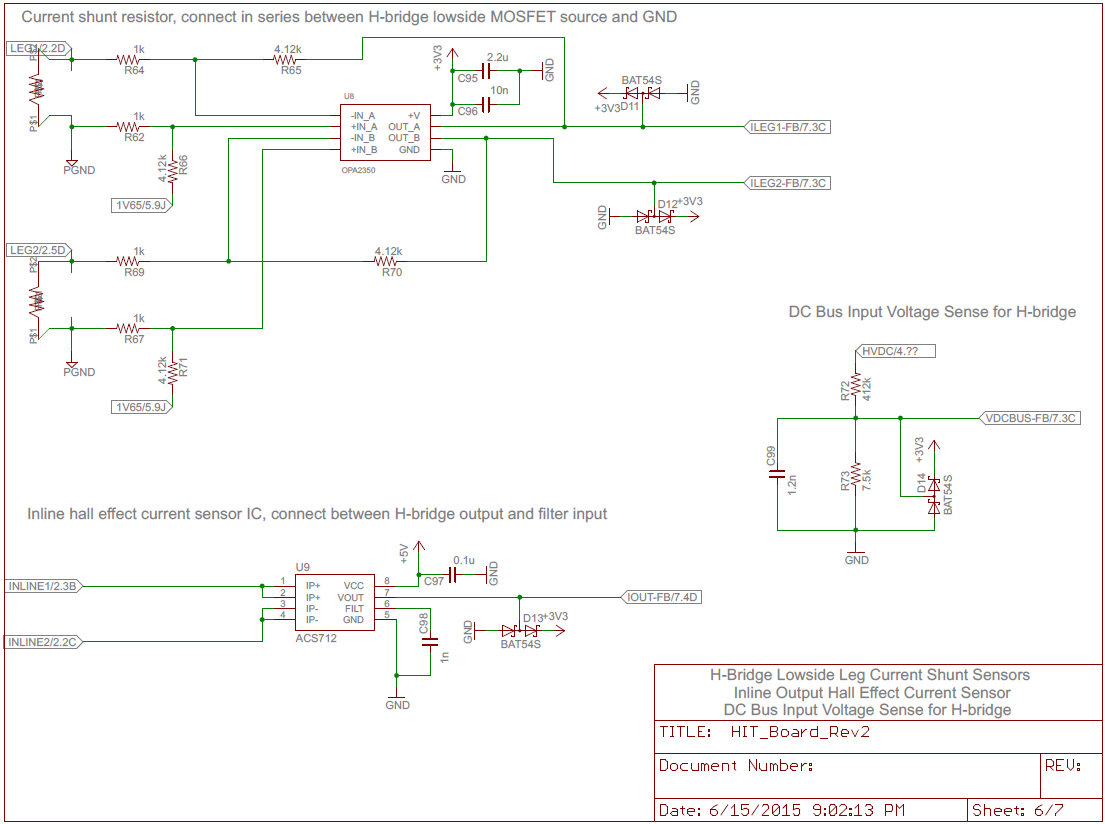 Current shunt resistor, connect in series between H-bridge lowside MOSFET source and GND
LEG1/2.2D
1k
R64
4.12k
R65
+3V3
2.2u
C95
GND
10n
C96
BAT54S
+3V3
D11
GND
P$1
1k
R62
PGND
4.12k
R66
1V65/5.9J
U8
-IN_A
+IN_A
-IN_B
+IN_B
+V
OUT_A
OUT_B
GND
OPA2350
GND
ILEG1-FB/7.3C
ILEG2-FB/7.3C
GND
D12
+3V3
BAT54S
LEG2/2.5D
P$2
1k
R69
4.12k
R70
P$1
1k
R67
PGND
4.12k
R71
1V65/5.9J
DC Bus Input Voltage Sense for H-bridge
HVDC/4.??
R72
412k
VDCBUS-FB/7.3C
C99
1.2n
R73
7.5k
+3V3
D14
BAT54S
GND
Inline hall effect current sensor IC, connect between H-bridge output and filter input
INLINE1/2.3B
INLINE2/2.2C
U9
1 IP+ VCC 8
2 IP+ VOUT 7
3 IP- FILT 6
4 IP- GND 5
ACS712
+5V
0.1u
C97
GND
C98
1n
GND
IOUT-FB/7.4D
GND
D13
+3V3
BAT54S
H-Bridge Lowside Leg Current Shunt Sensors
Inline Output Hall Effect Current Sensor
DC Bus Input Voltage Sense for H-bridge
TITLE: HIT_Board_Rev2
Document Number:
REV:
Date: 6/15/2015 9:02:13 PM
Sheet: 6/7